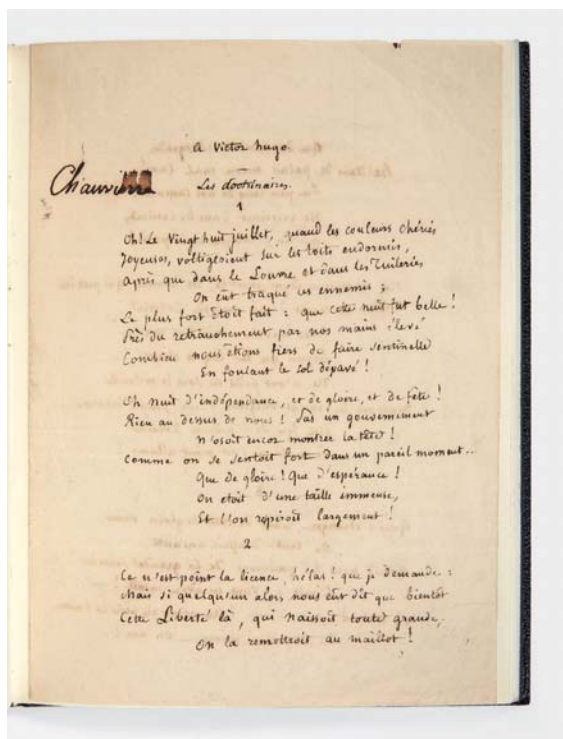 A Victor hugo.
Chauvierre
Les doctrinaires.
1
Oh! Le Vingt huit juillet, quand les couleurs chéries
Joyeuses, voltigeoient sur les toits endormis,
après que dans le Louvre et dans les Tuileries
On eût traqué les ennemis ;
Le plus fort étoit fait : que cette nuit fut belle !
Près du retranchement par nos mains élevé
Combien nous étions fiers de faire sentinelle
En foulant le sol dépavé !
Oh nuit d'indépendance, et de gloire, et de fête !
Rien au dessus de nous ! pas un gouvernement
N'osoit encor montrer la tête !
Comme on se sentoit fort dans un pareil moment...
Que de gloire ! Que d'espérance !
On etoit d'une taille immense,
Et l'on respiroit largement !
2
Ce n'est point la licence, hélas ! que je demande :
Mais si quelqu'un alors nous eût dit que bientôt
Cette Liberté là, qui naissoit toute grande,
On la remettroit au maillot !